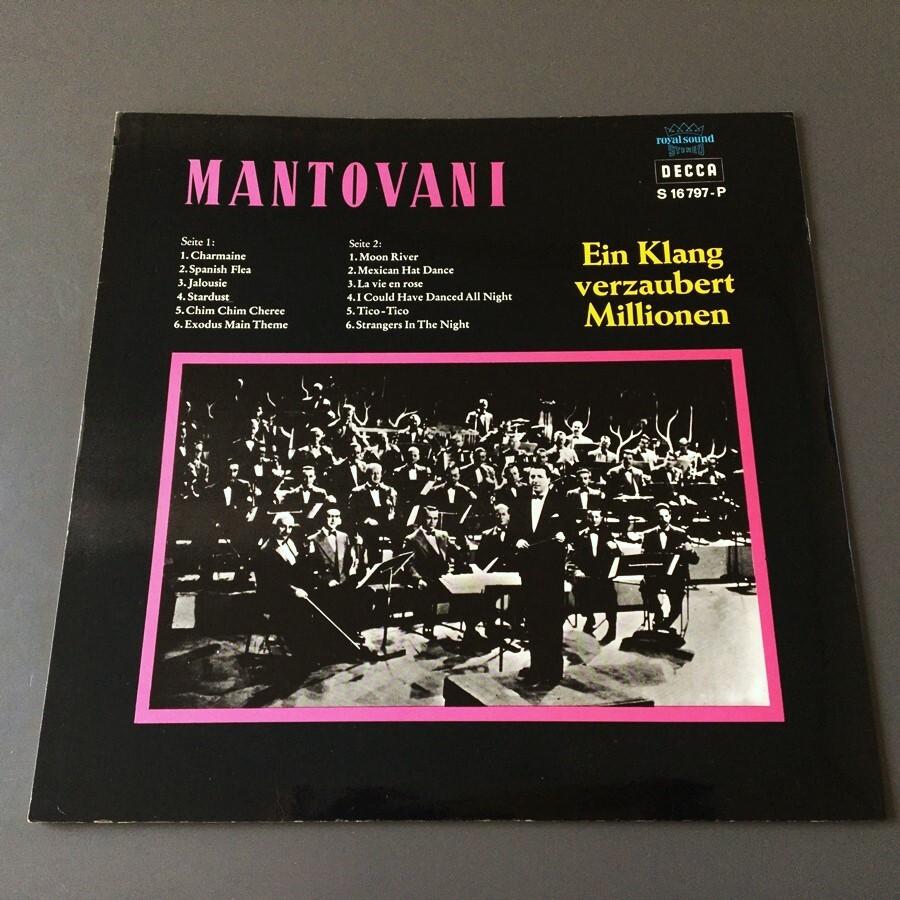 MANTOVANI
royal sound
STEREO
DECCA
S 16 797-P
Seite 1:
1. Charmaine
2. Spanish Flea
3. Jalousie
4. Stardust
5. Chim Chim Cheree
6. Exodus Main Theme
Seite 2:
1. Moon River
2. Mexican Hat Dance
3. La vie en rose
4. I Could Have Danced All Night
5. Tico-Tico
6. Strangers In The Night
Ein Klang
verzaubert
Millionen